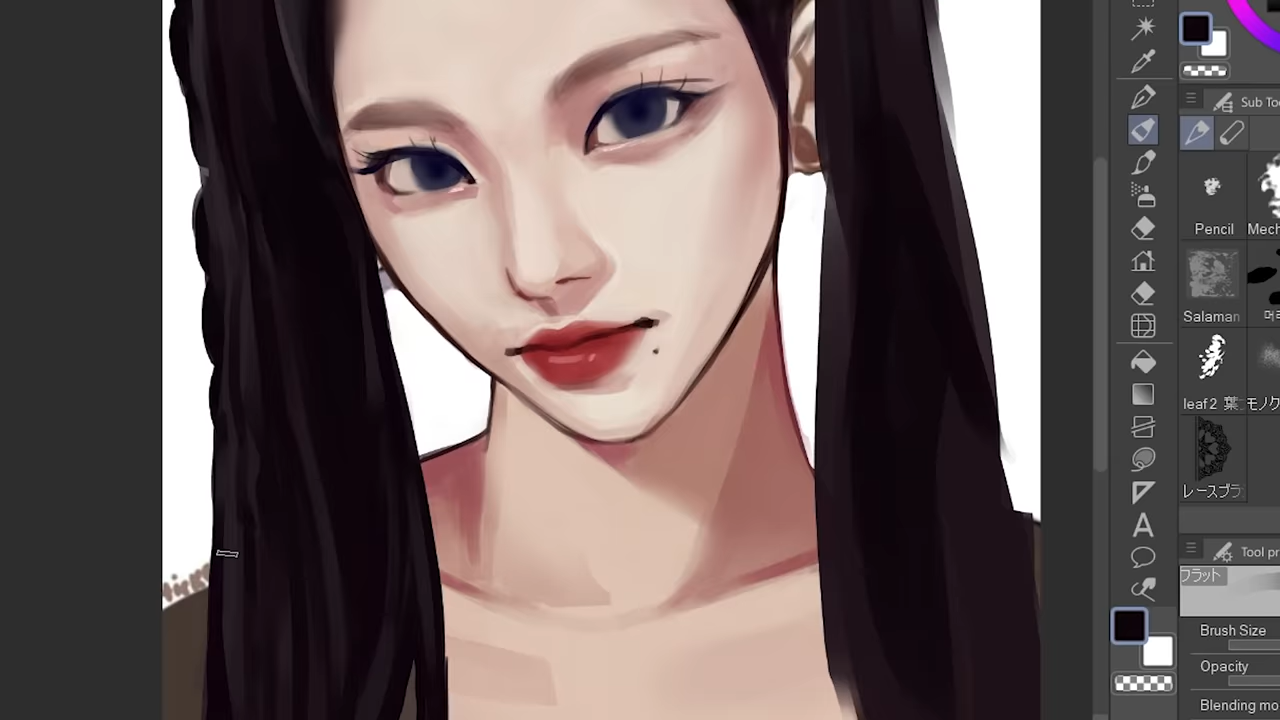 Sub To
Pencil
Mech
Salaman
leaf2 葉
モノク
レースブラ
Tool pr
フラット
Brush Size
Opacity
Blending mo